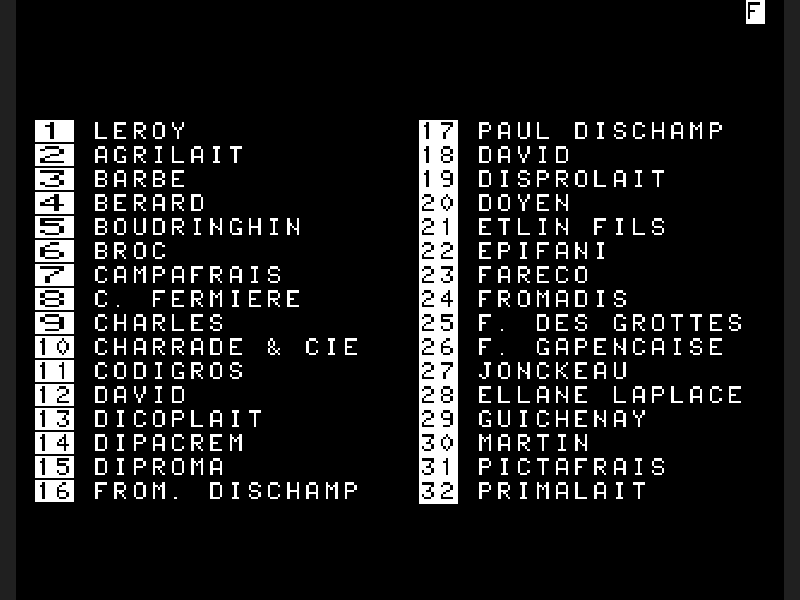 F
1 LEROY
2 AGRILAIT
3 BARBE
4 BERARD
5 BOUDRINGHIN
6 BROC
7 CAMPAFRAIS
8 C. FERMIERE
9 CHARLES
10 CHARRADE & CIE
11 CODIGROS
12 DAVID
13 DICOPLAIT
14 DIPACREM
15 DIPROMA
16 FROM. DISCHAMP
17 PAUL DISCHAMP
18 DAVID
19 DISPROLAIT
20 DOYEN
21 ETLIN FILS
22 EPIFANI
23 FARECO
24 FROMADIS
25 F. DES GROTTES
26 F. GAPENCAISE
27 JONCKEAU
28 ELLANE LAPLACE
29 GUICHENAY
30 MARTIN
31 PICTAFRAIS
32 PRIMALAIT